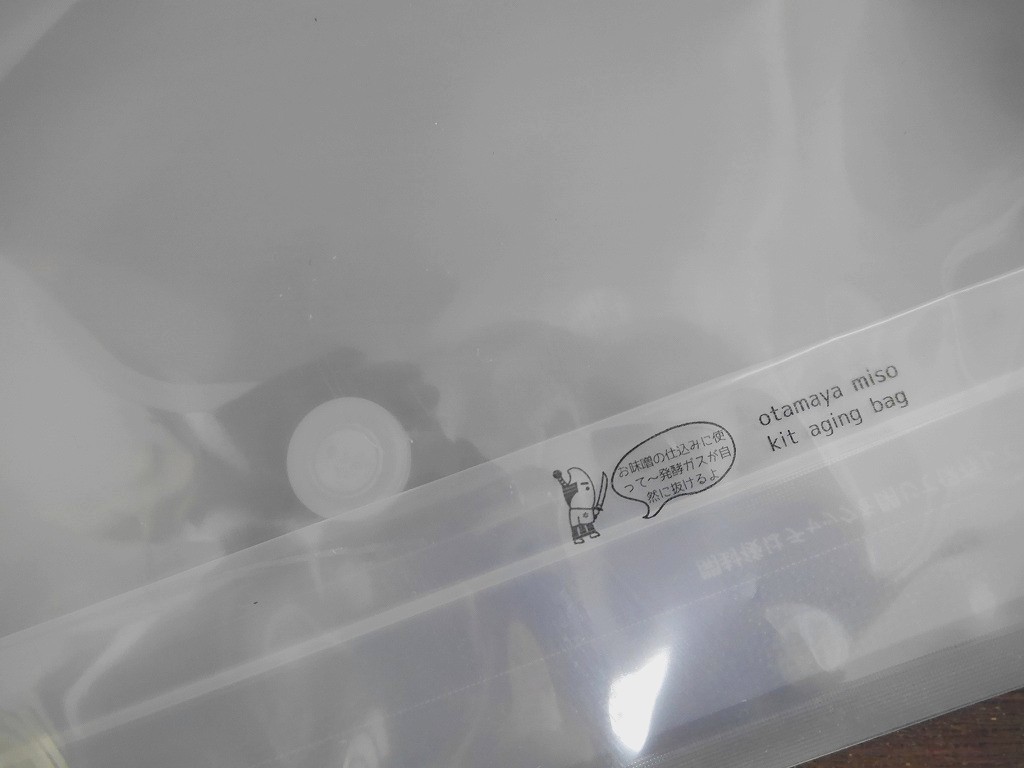 お味噌の仕込みに使
って〜発酵ガスが自
然に抜けるよ
otamaya miso
kit aging bag